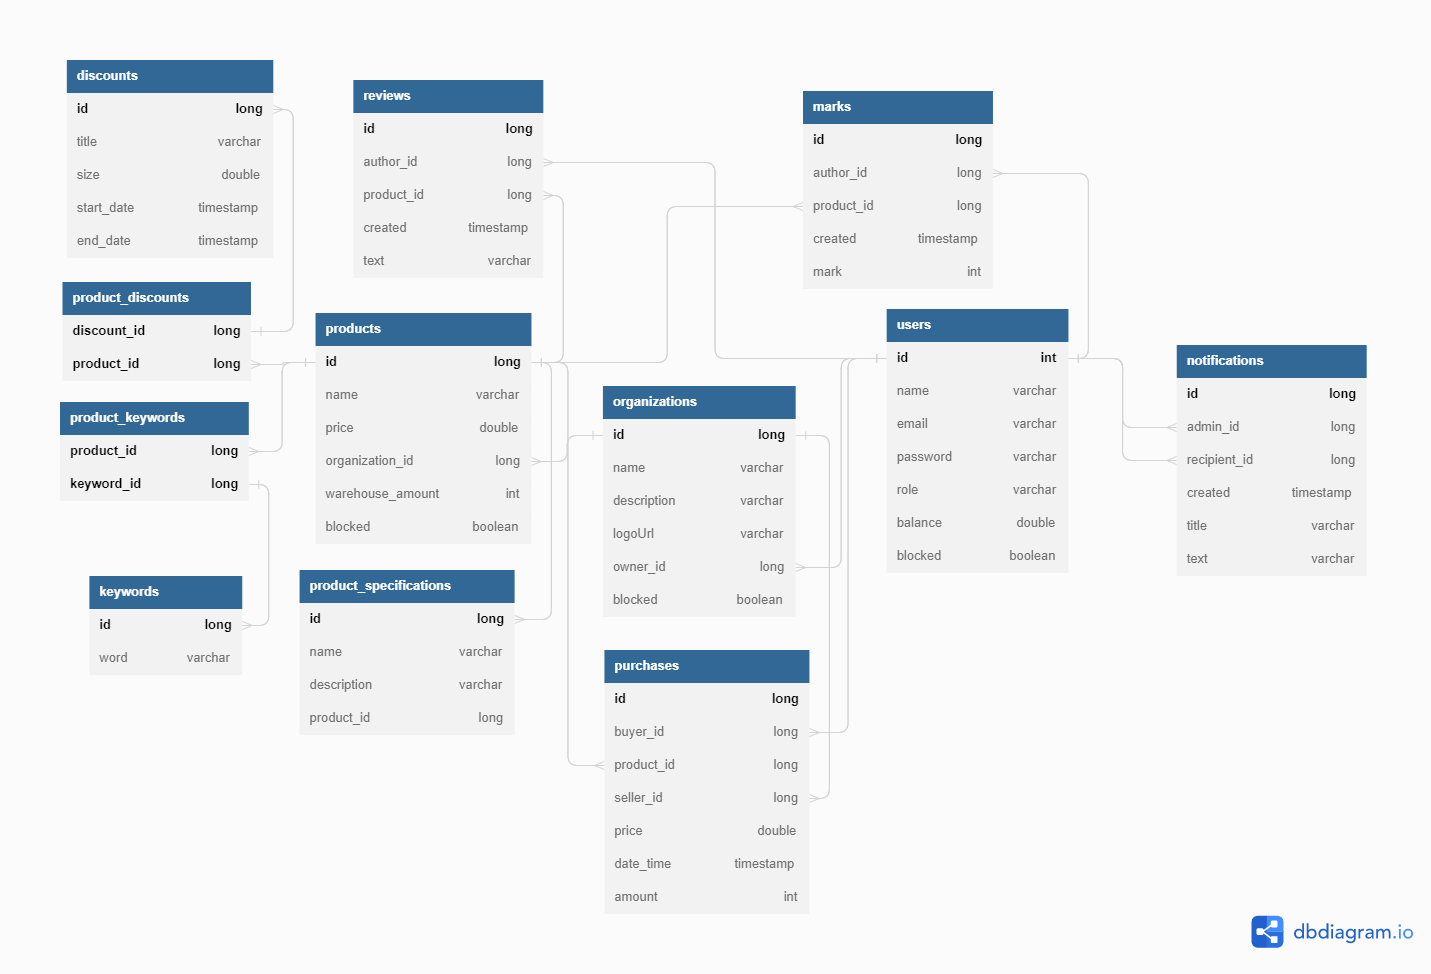 discounts
id long
title varchar
size double
start_date timestamp
end_date timestamp
product_discounts
discount_id long
product_id long
product_keywords
product_id long
keyword_id long
keywords
id long
word varchar
reviews
id long
author_id long
product_id long
created timestamp
text varchar
products
id long
name varchar
price double
organization_id long
warehouse_amount int
blocked boolean
product_specifications
id long
name varchar
description varchar
product_id long
organizations
id long
name varchar
description varchar
logoUrl varchar
owner_id long
blocked boolean
purchases
id long
buyer_id long
product_id long
seller_id long
price double
date_time timestamp
amount int
marks
id long
author_id long
product_id long
created timestamp
mark int
users
id int
name varchar
email varchar
password varchar
role varchar
balance double
blocked boolean
notifications
id long
admin_id long
recipient_id long
created timestamp
title varchar
text varchar
dbdiagram.io